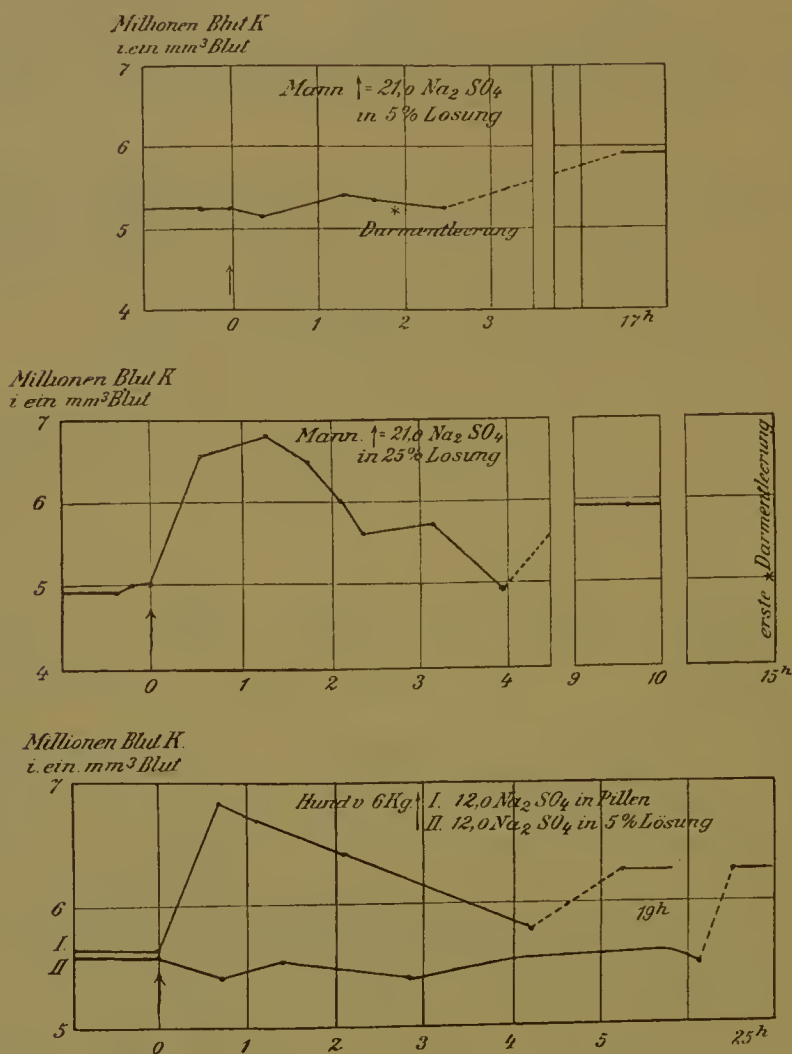 Millionen Blut K
i. ein mm³ Blut
7
Mann ↑= 21,0 Na₂ SO₄
in 5% Losung
6
5
* Darmentleerung
4
0 1 2 3 17ʰ
Millionen Blut K
i ein mm³ Blut
7
Mann. ↑= 21,0 Na₂ SO₄
in 25% Losung
6
5
4
erste * Darmentleerung
0 1 2 3 4 9 10 15ʰ
Millionen Blut K.
i. ein. mm³ Blut
7
Hund v 6Kg. ↑ I. 12,0 Na₂ SO₄ in Pillen
II. 12,0 Na₂ SO₄ in 5% Lösung
6
19ʰ
I.
II
5
0 1 2 3 4 5 25ʰ